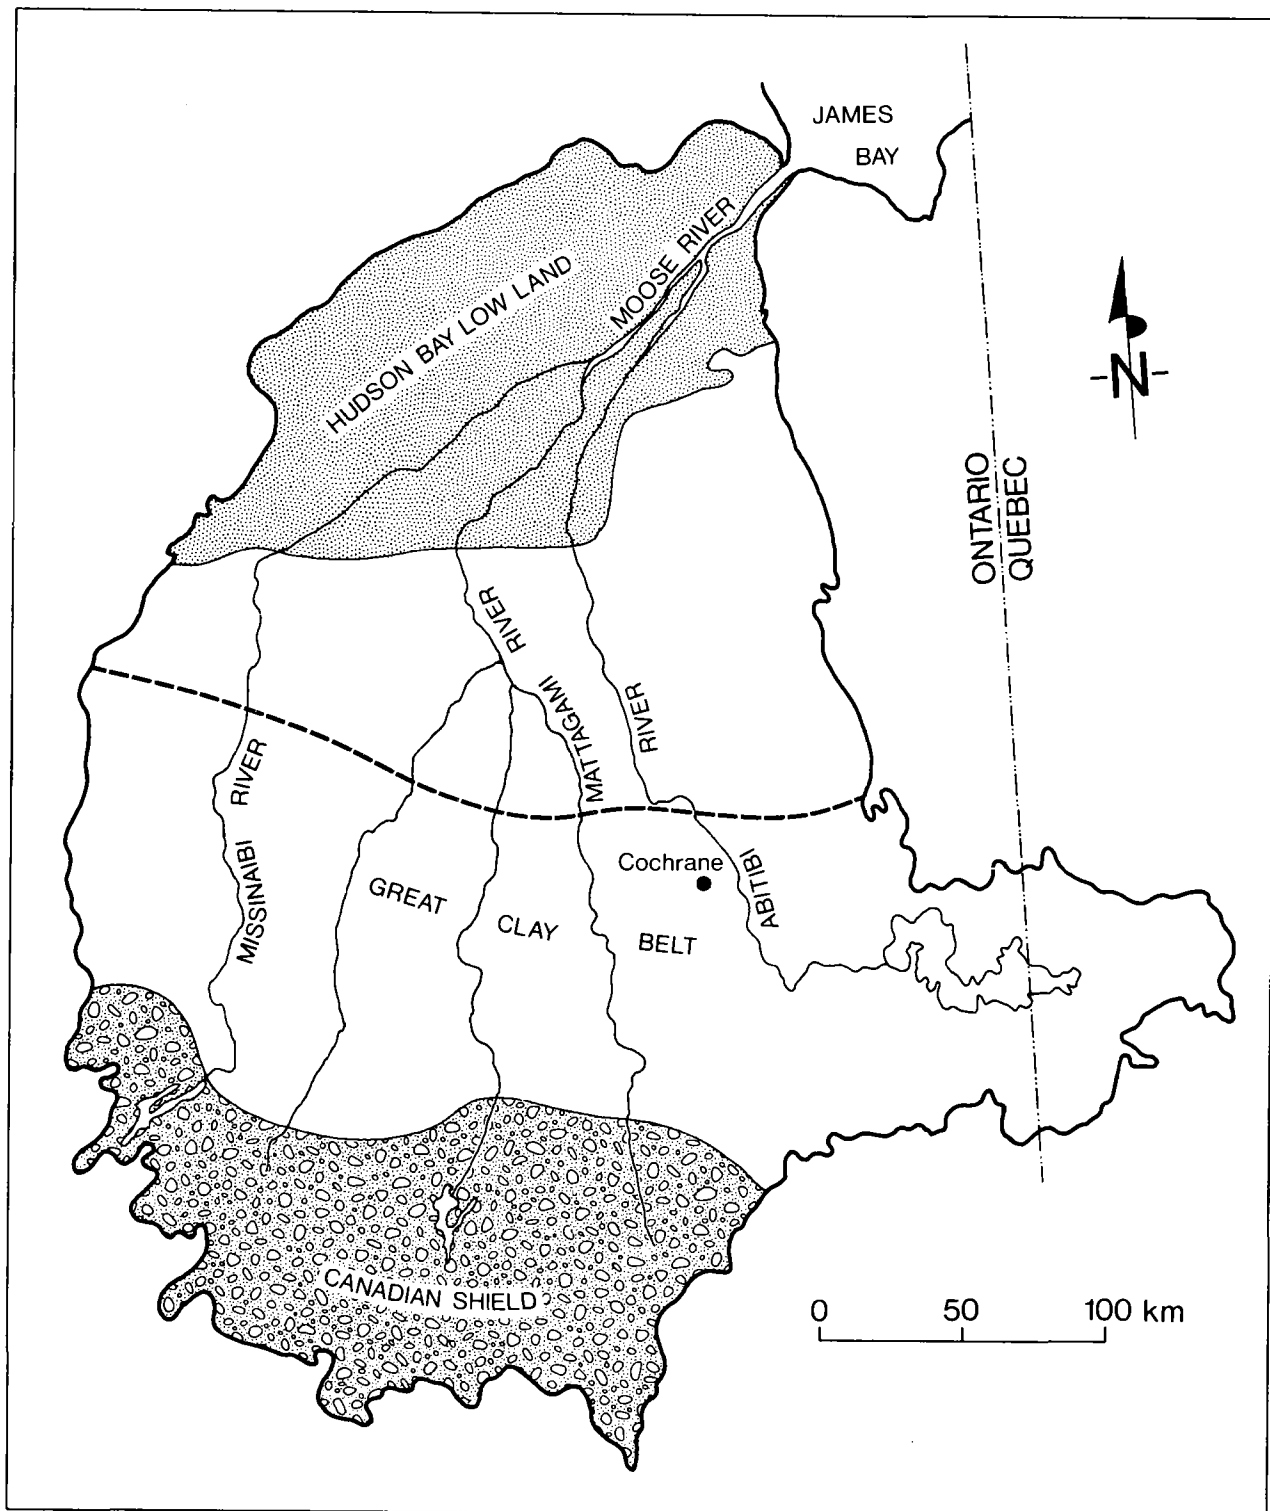 JAMES
BAY
MOOSE RIVER
HUDSON BAY LOW LAND
-N-
ONTARIO
QUEBEC
RIVER
MATTAGAMI
RIVER
MISSINAIBI RIVER
Cochrane
ABITIBI
GREAT
CLAY
BELT
CANADIAN SHIELD
0 50 100 km